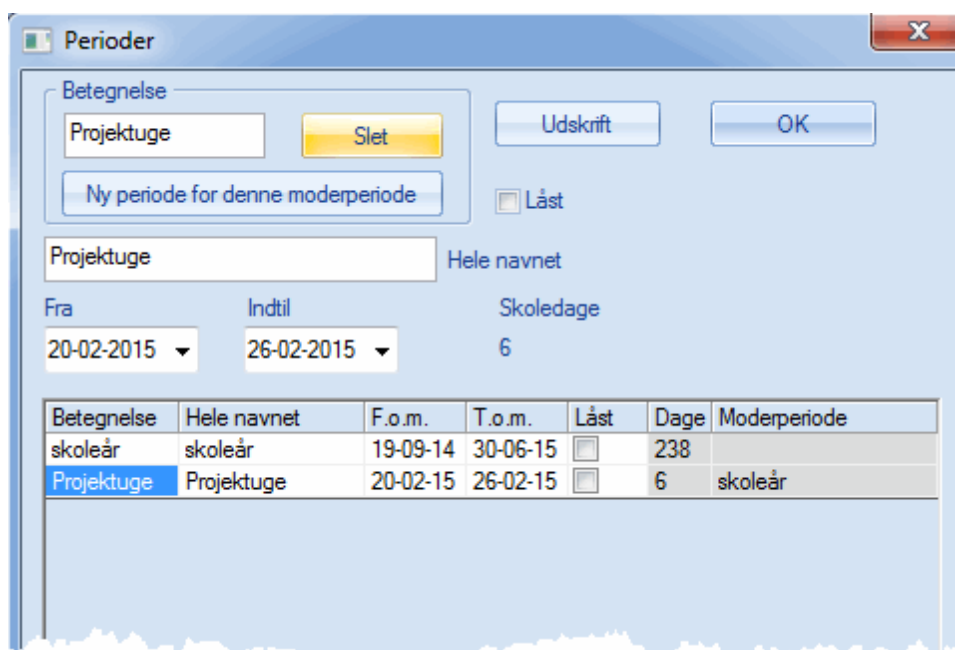 Perioder
Betegnelse
Projektuge Slet Udskrift OK
Ny periode for denne moderperiode Låst
Projektuge Hele navnet
Fra Indtil Skoledage
20-02-2015 26-02-2015 6
Betegnelse Hele navnet F.o.m. T.o.m. Låst Dage Moderperiode
skoleår skoleår 19-09-14 30-06-15 238
Projektuge Projektuge 20-02-15 26-02-15 6 skoleår